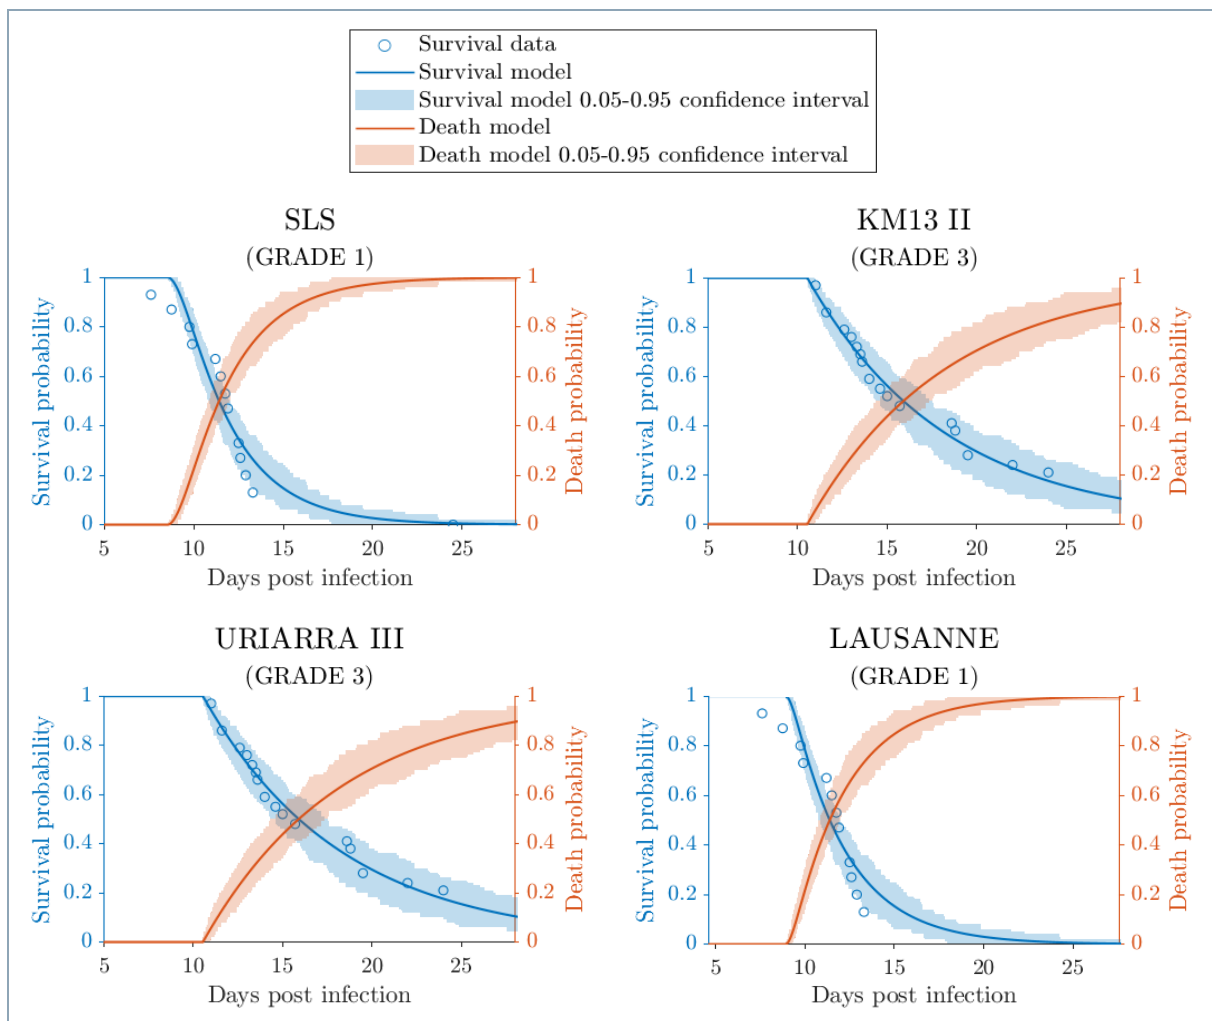 Survival data
Survival model
Survival model 0.05-0.95 confidence interval
Death model
Death model 0.05-0.95 confidence interval
SLS
(GRADE 1)
Survival probability
1
0.8
0.6
0.4
0.2
0
5
10
15
20
25
Days post infection
1
0.8
0.6
0.4
0.2
0
Death probability
KM13 II
(GRADE 3)
Survival probability
1
0.8
0.6
0.4
0.2
0
5
10
15
20
25
Days post infection
1
0.8
0.6
0.4
0.2
0
Death probability
URIARRA III
(GRADE 3)
Survival probability
1
0.8
0.6
0.4
0.2
0
5
10
15
20
25
Days post infection
1
0.8
0.6
0.4
0.2
0
Death probability
LAUSANNE
(GRADE 1)
Survival probability
1
0.8
0.6
0.4
0.2
0
5
10
15
20
25
Days post infection
1
0.8
0.6
0.4
0.2
0
Death probability